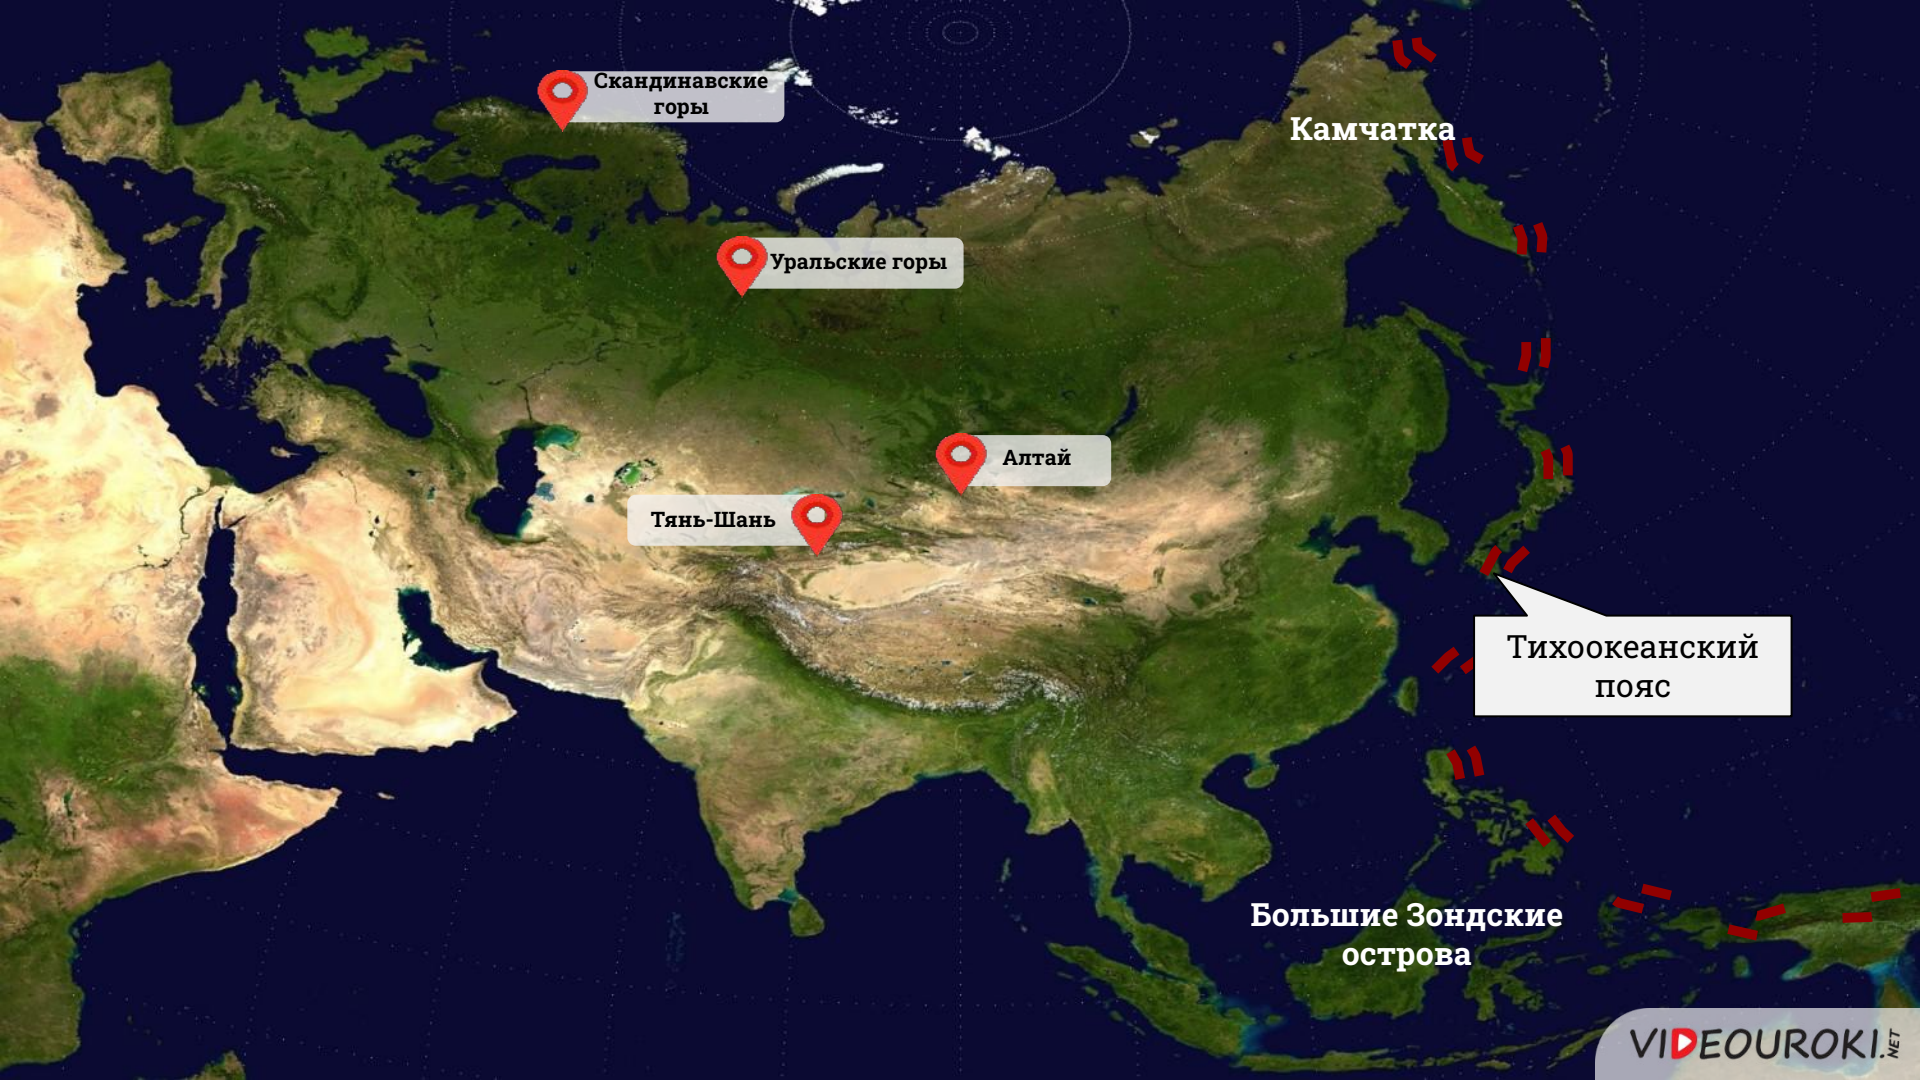 Скандинавские
горы
Камчатка
Уральские горы
Алтай
Тянь-Шань
Тихоокеанский
пояс
Большие Зондские
острова
VIDEOUROKI.NET